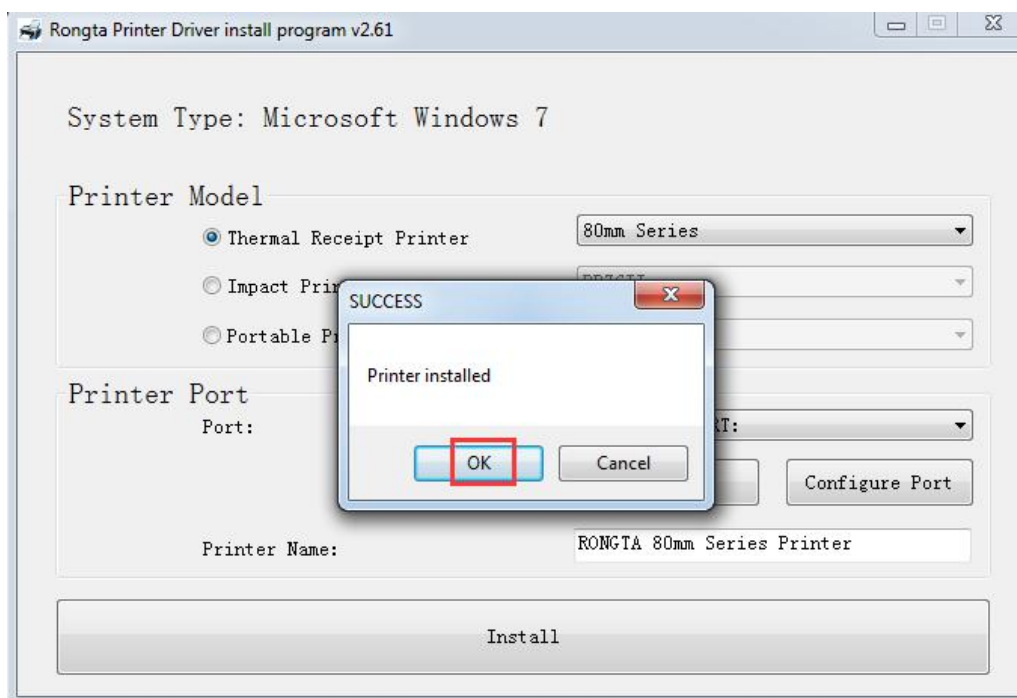 Rongta Printer Driver install program v2.61
System Type: Microsoft Windows 7
Printer Model
Thermal Receipt Printer
80mm Series
Impact
SUCCESS
Portable
Printer installed
Printer Port
Port:
OK
Cancel
Configure Port
Printer Name:
RONGTA 80mm Series Printer
Install